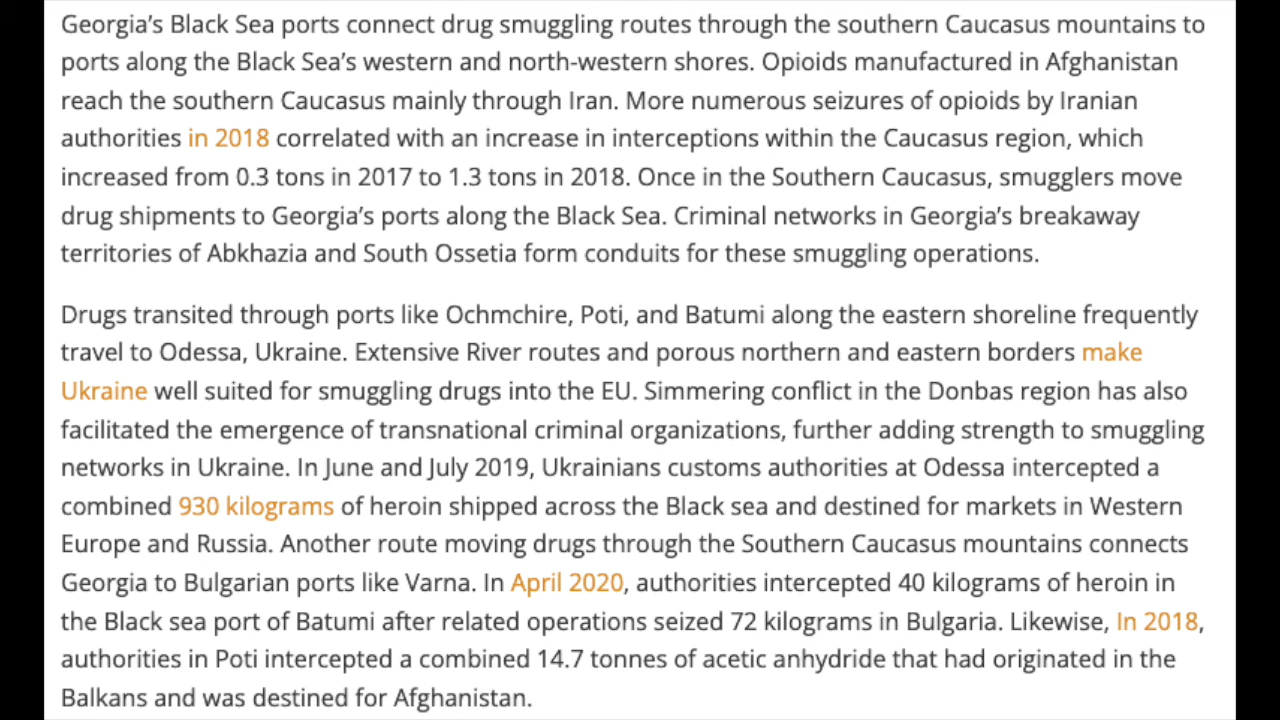 Georgia’s Black Sea ports connect drug smuggling routes through the southern Caucasus mountains to
ports along the Black Sea’s western and north-western shores. Opioids manufactured in Afghanistan
reach the southern Caucasus mainly through Iran. More numerous seizures of opioids by Iranian
authorities in 2018 correlated with an increase in interceptions within the Caucasus region, which
increased from 0.3 tons in 2017 to 1.3 tons in 2018. Once in the Southern Caucasus, smugglers move
drug shipments to Georgia’s ports along the Black Sea. Criminal networks in Georgia’s breakaway
territories of Abkhazia and South Ossetia form conduits for these smuggling operations.
Drugs transited through ports like Ochmchire, Poti, and Batumi along the eastern shoreline frequently
travel to Odessa, Ukraine. Extensive River routes and porous northern and eastern borders make
Ukraine well suited for smuggling drugs into the EU. Simmering conflict in the Donbas region has also
facilitated the emergence of transnational criminal organizations, further adding strength to smuggling
networks in Ukraine. In June and July 2019, Ukrainians customs authorities at Odessa intercepted a
combined 930 kilograms of heroin shipped across the Black sea and destined for markets in Western
Europe and Russia. Another route moving drugs through the Southern Caucasus mountains connects
Georgia to Bulgarian ports like Varna. In April 2020, authorities intercepted 40 kilograms of heroin in
the Black sea port of Batumi after related operations seized 72 kilograms in Bulgaria. Likewise, In 2018,
authorities in Poti intercepted a combined 14.7 tonnes of acetic anhydride that had originated in the
Balkans and was destined for Afghanistan.